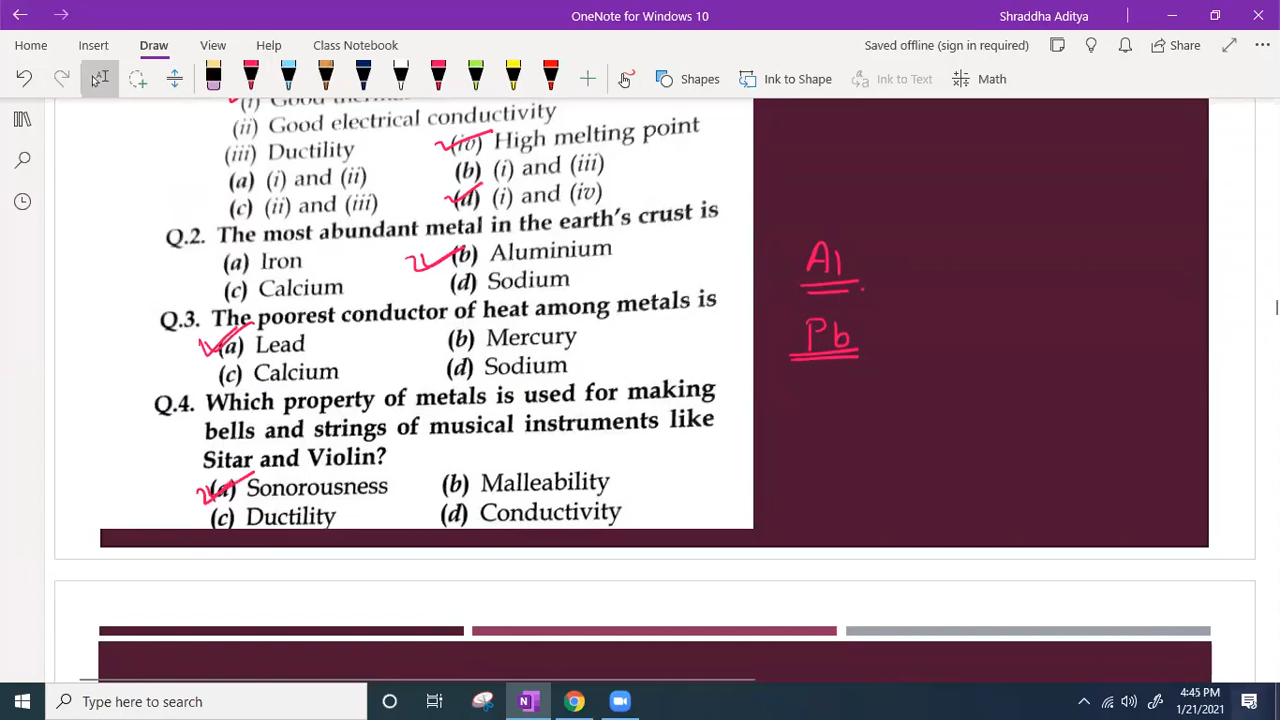 OneNote for Windows 10
Shraddha Aditya
Home Insert Draw View Help Class Notebook
Saved offline (sign in required) Share
Shapes Ink to Shape Ink to Text Math
(i) Good
(ii) Good electrical conductivity
(iii) Ductility (iv) High melting point
(a) (i) and (ii) (b) (i) and (iii)
(c) (ii) and (iii) (d) (i) and (iv)
Q.2. The most abundant metal in the earth's crust is
(a) Iron (b) Aluminium
(c) Calcium (d) Sodium
Al
Q.3. The poorest conductor of heat among metals is
(a) Lead (b) Mercury
(c) Calcium (d) Sodium
Pb
Q.4. Which property of metals is used for making
bells and strings of musical instruments like
Sitar and Violin?
(a) Sonorousness (b) Malleability
(c) Ductility (d) Conductivity
Type here to search
4:45 PM
1/21/2021